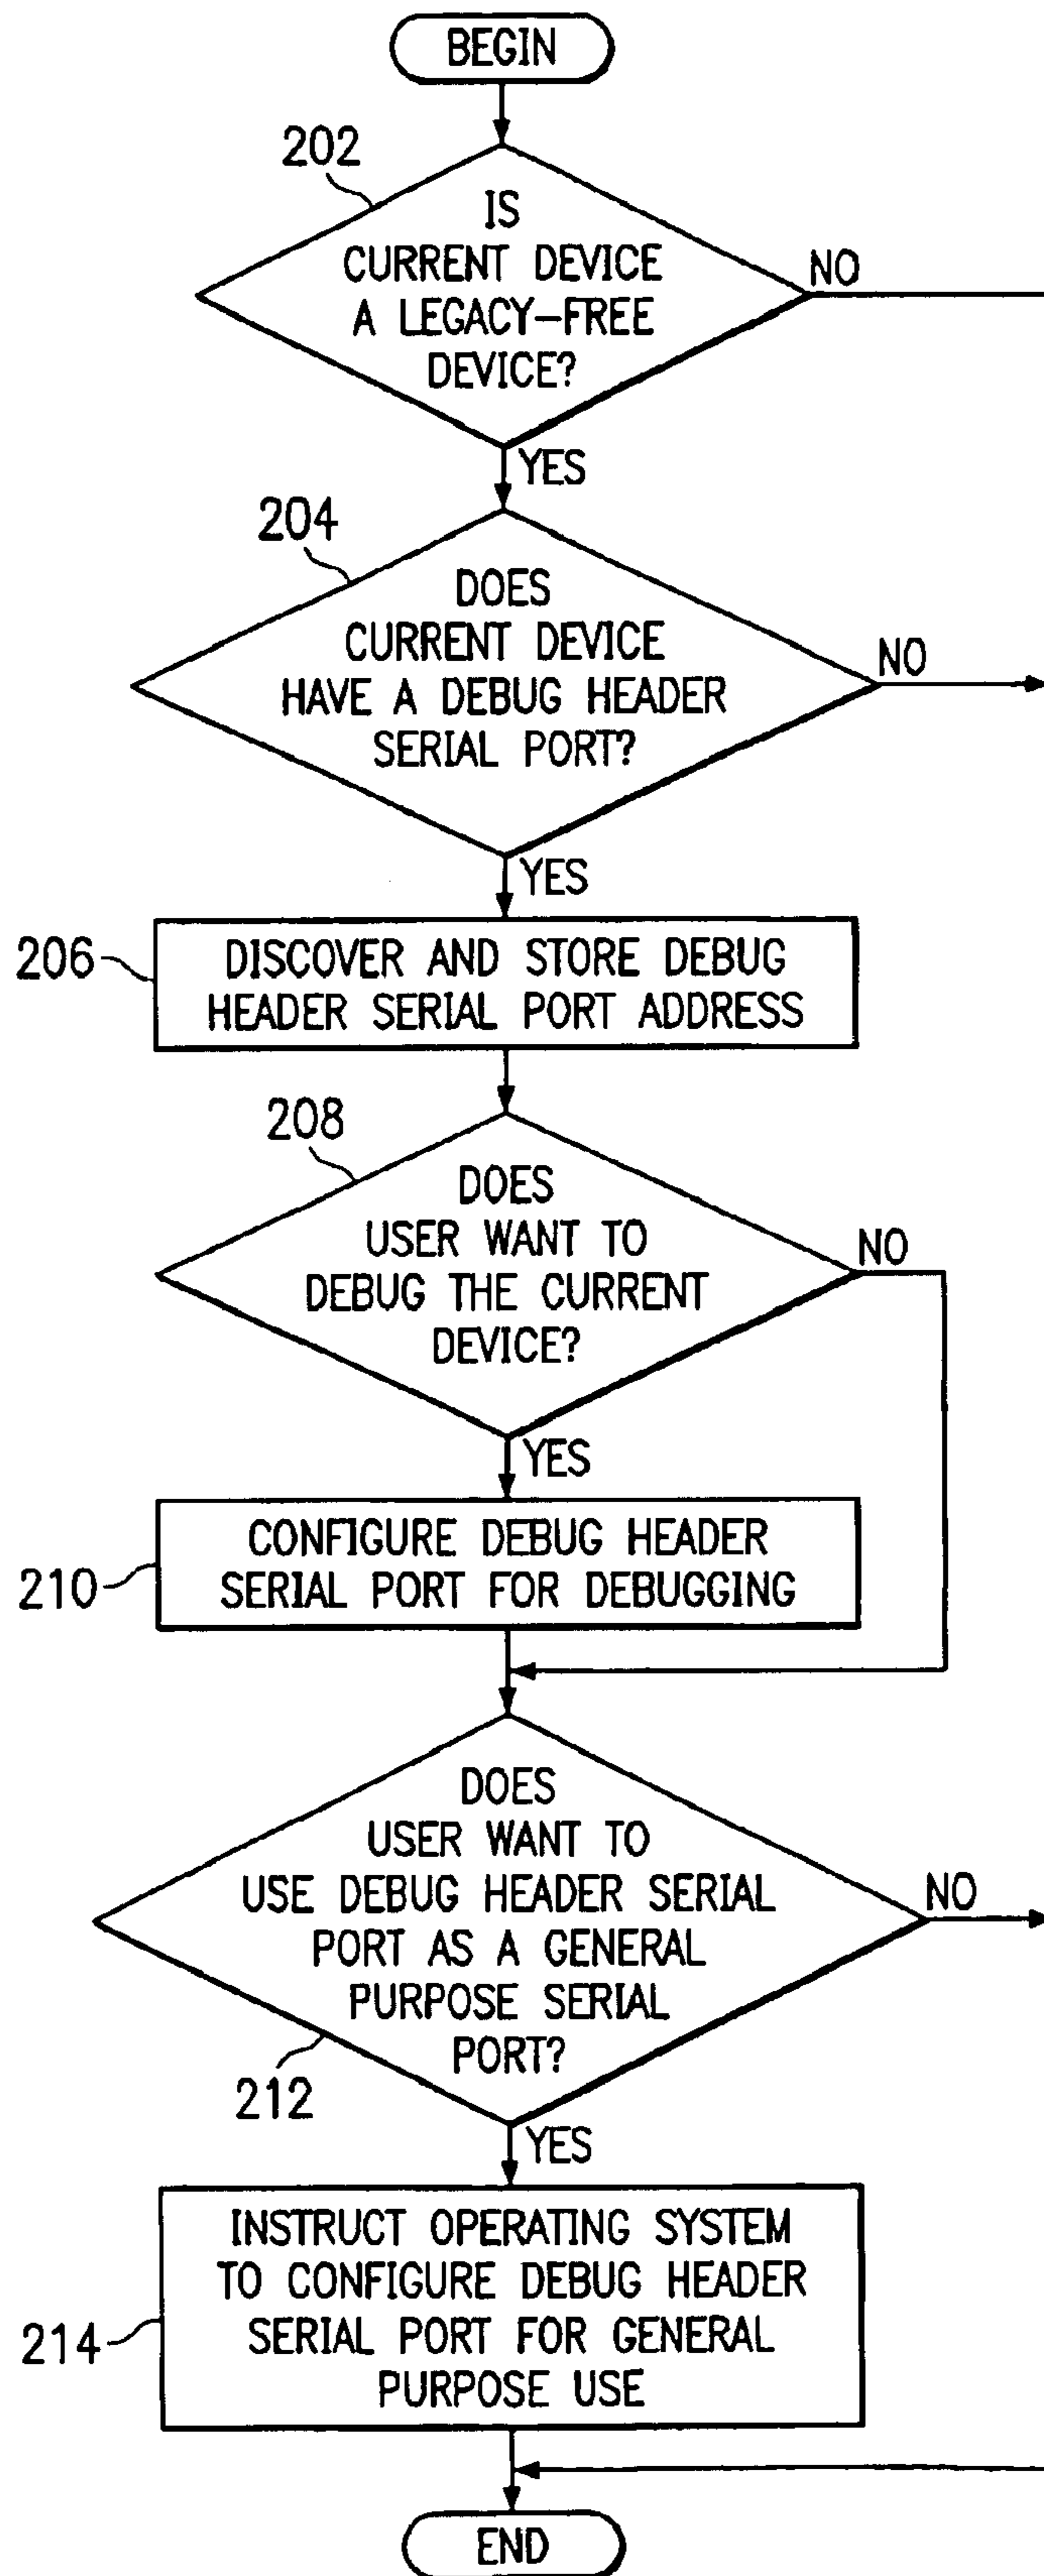 BEGIN
202
IS
CURRENT DEVICE
A LEGACY-FREE
DEVICE?
NO
YES
204
DOES
CURRENT DEVICE
HAVE A DEBUG HEADER
SERIAL PORT?
NO
YES
206
DISCOVER AND STORE DEBUG
HEADER SERIAL PORT ADDRESS
208
DOES
USER WANT TO
DEBUG THE CURRENT
DEVICE?
NO
YES
210
CONFIGURE DEBUG HEADER
SERIAL PORT FOR DEBUGGING
DOES
USER WANT TO
USE DEBUG HEADER SERIAL
PORT AS A GENERAL
PURPOSE SERIAL
PORT?
NO
212
YES
214
INSTRUCT OPERATING SYSTEM
TO CONFIGURE DEBUG HEADER
SERIAL PORT FOR GENERAL
PURPOSE USE
END